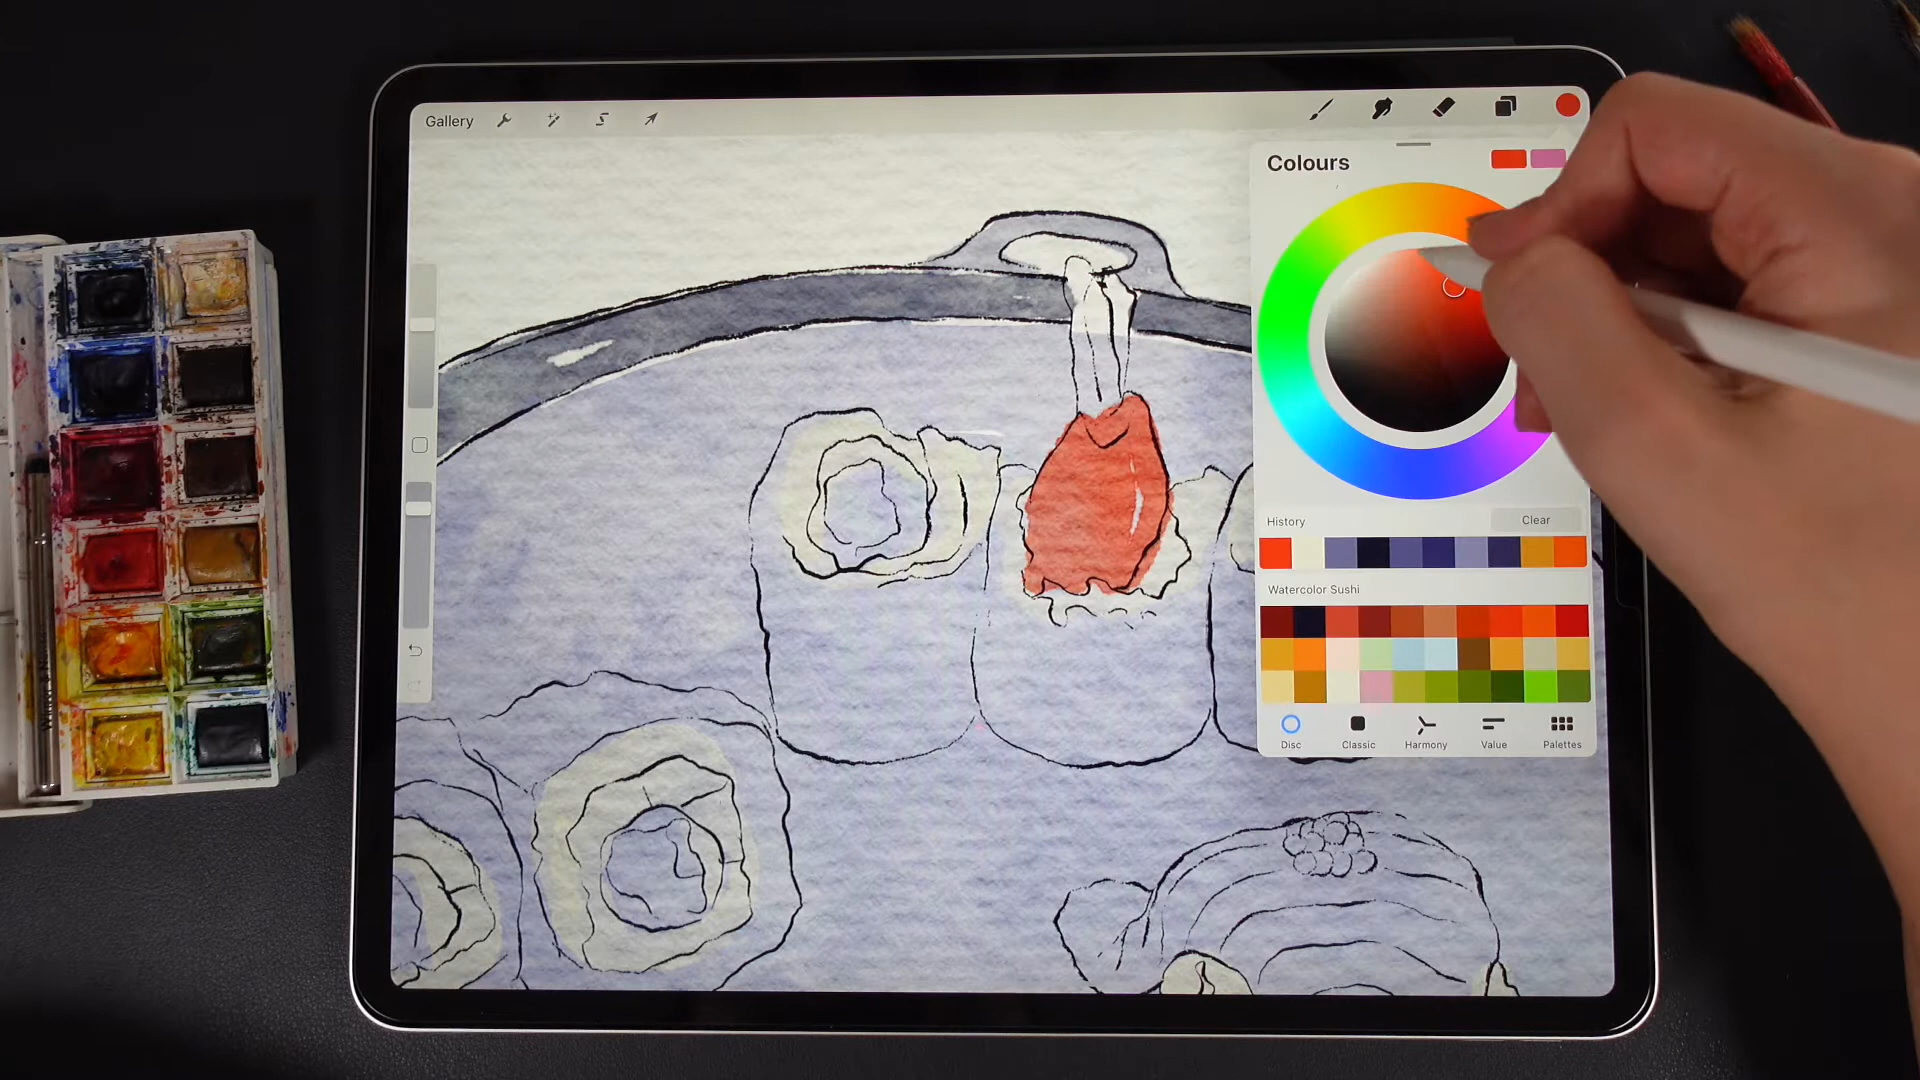 Gallery
Colours
History
Clear
Watercolor Sushi
Disc
Classic
Harmony
Value
Palettes